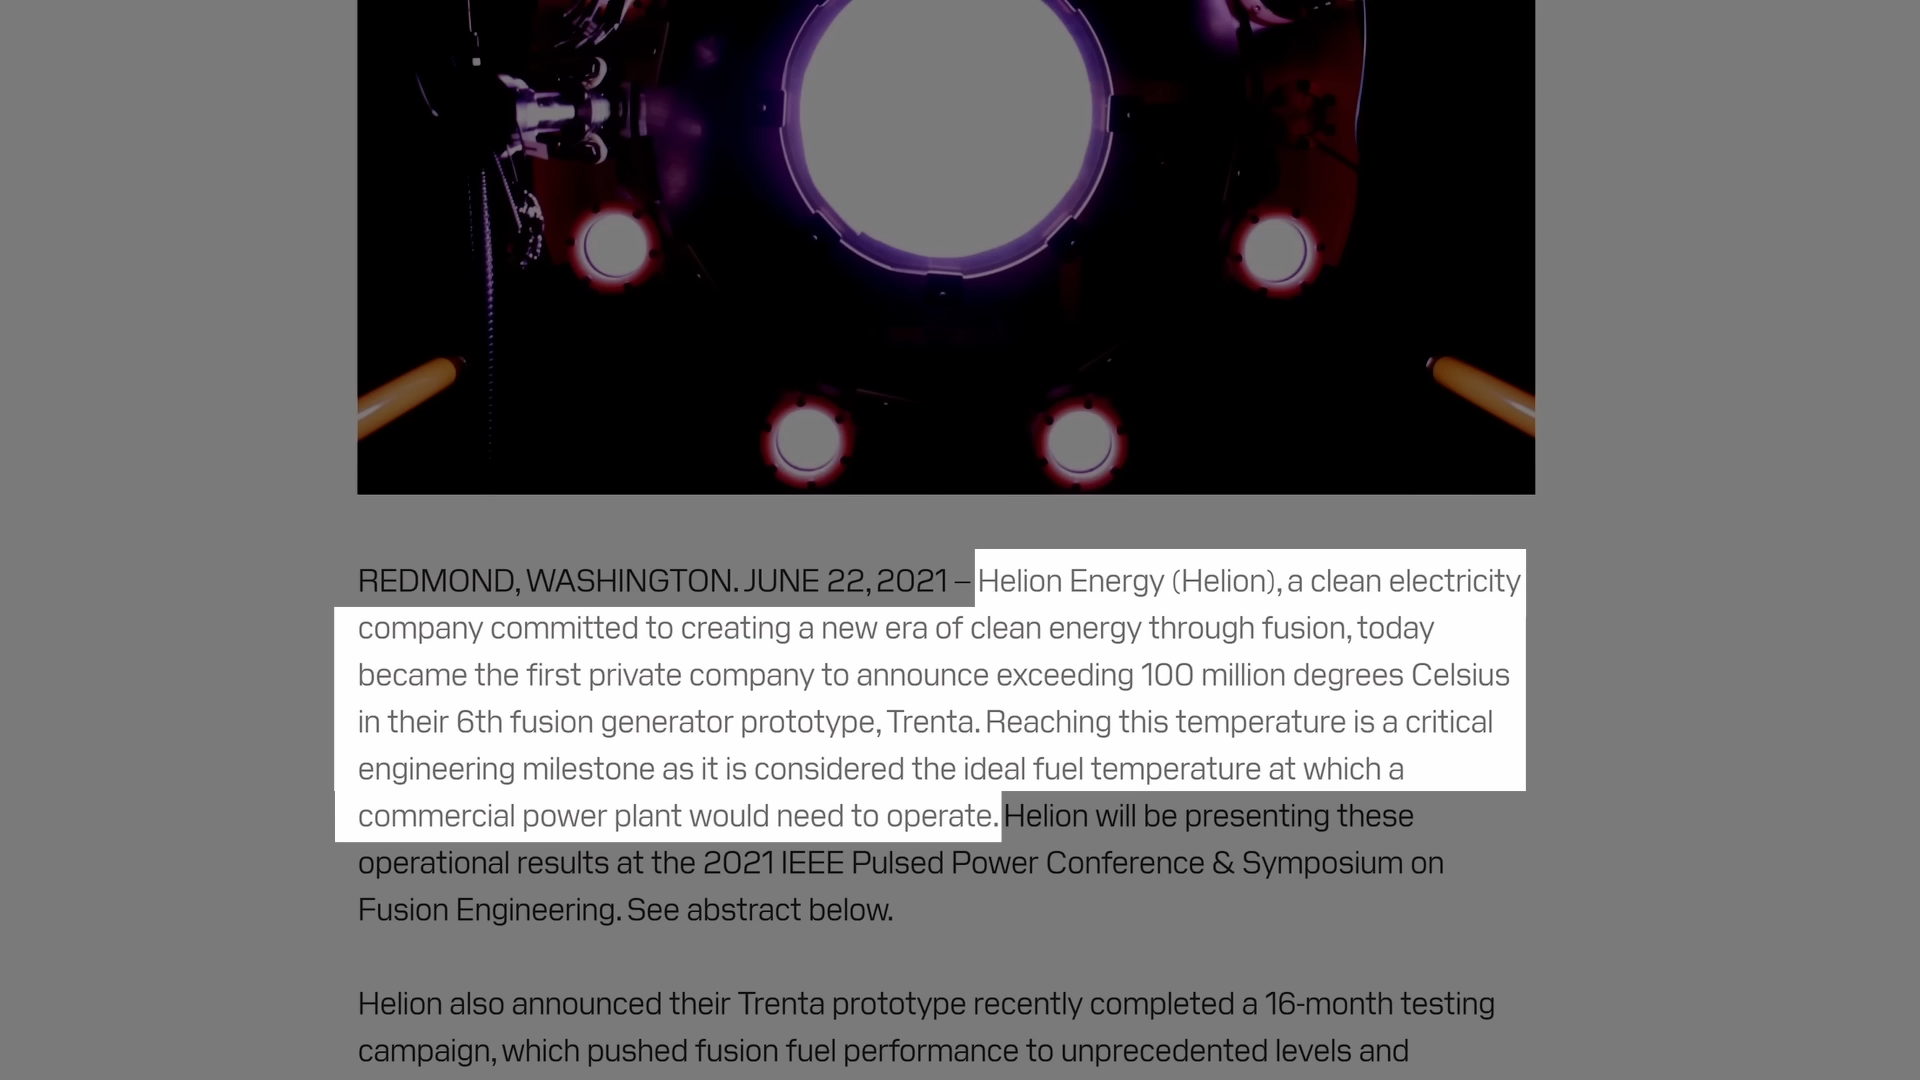 REDMOND, WASHINGTON. JUNE 22, 2021 – Helion Energy (Helion), a clean electricity
company committed to creating a new era of clean energy through fusion, today
became the first private company to announce exceeding 100 million degrees Celsius
in their 6th fusion generator prototype, Trenta. Reaching this temperature is a critical
engineering milestone as it is considered the ideal fuel temperature at which a
commercial power plant would need to operate. Helion will be presenting these
operational results at the 2021 IEEE Pulsed Power Conference & Symposium on
Fusion Engineering. See abstract below.
Helion also announced their Trenta prototype recently completed a 16-month testing
campaign, which pushed fusion fuel performance to unprecedented levels and